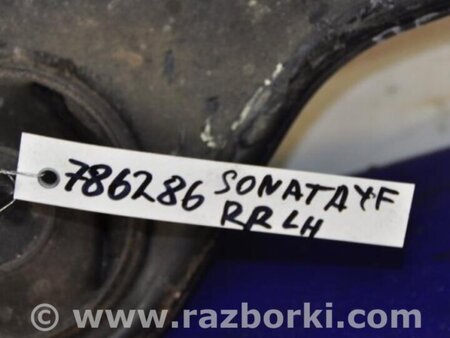 786286 SONATA YF
RR LH
© www.razborki.com